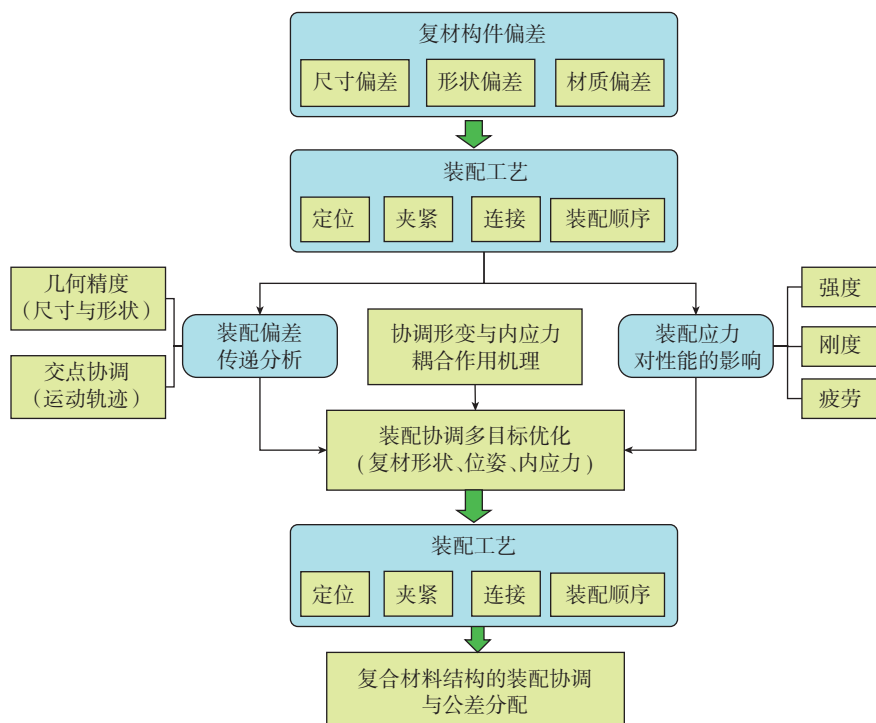 复材构件偏差
尺寸偏差 形状偏差 材质偏差
装配工艺
定位 夹紧 连接 装配顺序
几何精度
(尺寸与形状)
交点协调
(运动轨迹)
装配偏差
传递分析
协调形变与内应力
耦合作用机理
装配应力
对性能的影响
强度
刚度
疲劳
装配协调多目标优化
(复材形状、位姿、内应力)
装配工艺
定位 夹紧 连接 装配顺序
复合材料结构的装配协调
与公差分配